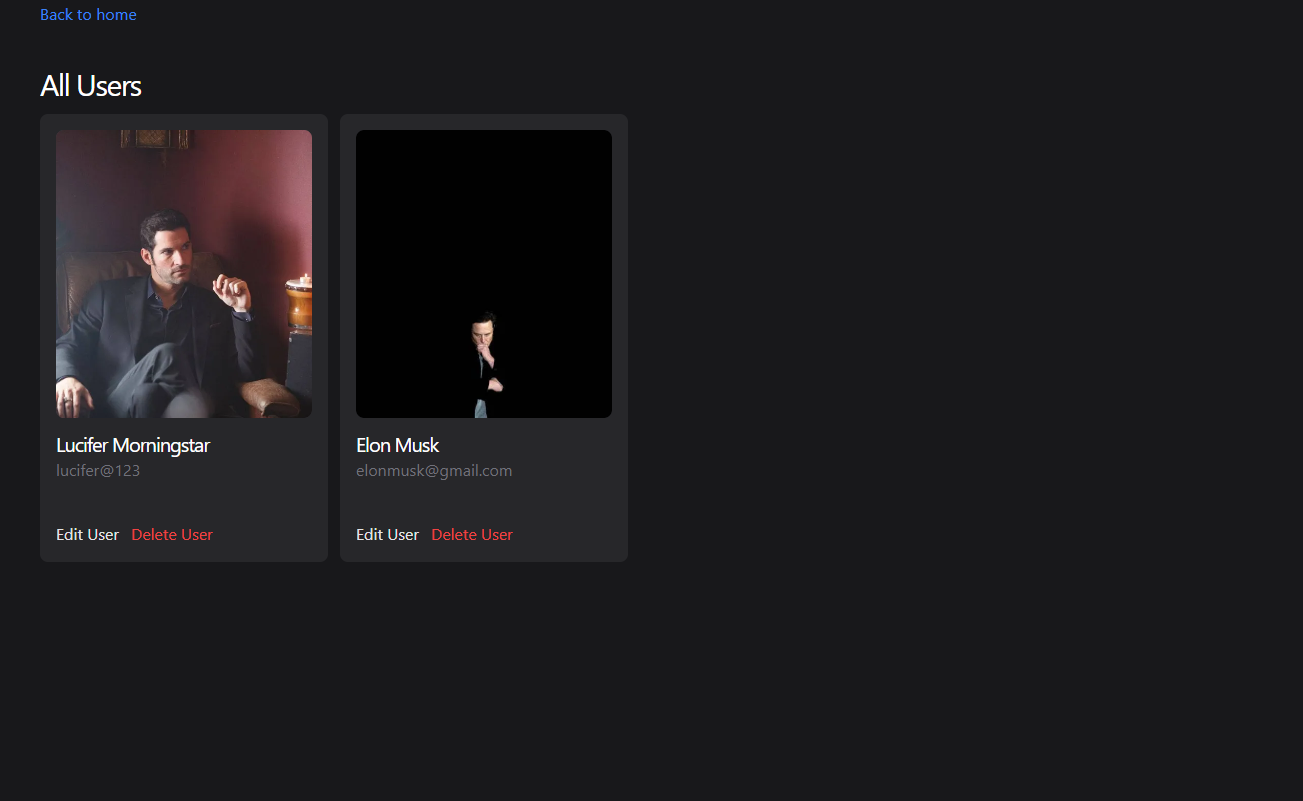 Back to home
All Users
Lucifer Morningstar
lucifer@123
Edit User Delete User
Elon Musk
elonmusk@gmail.com
Edit User Delete User